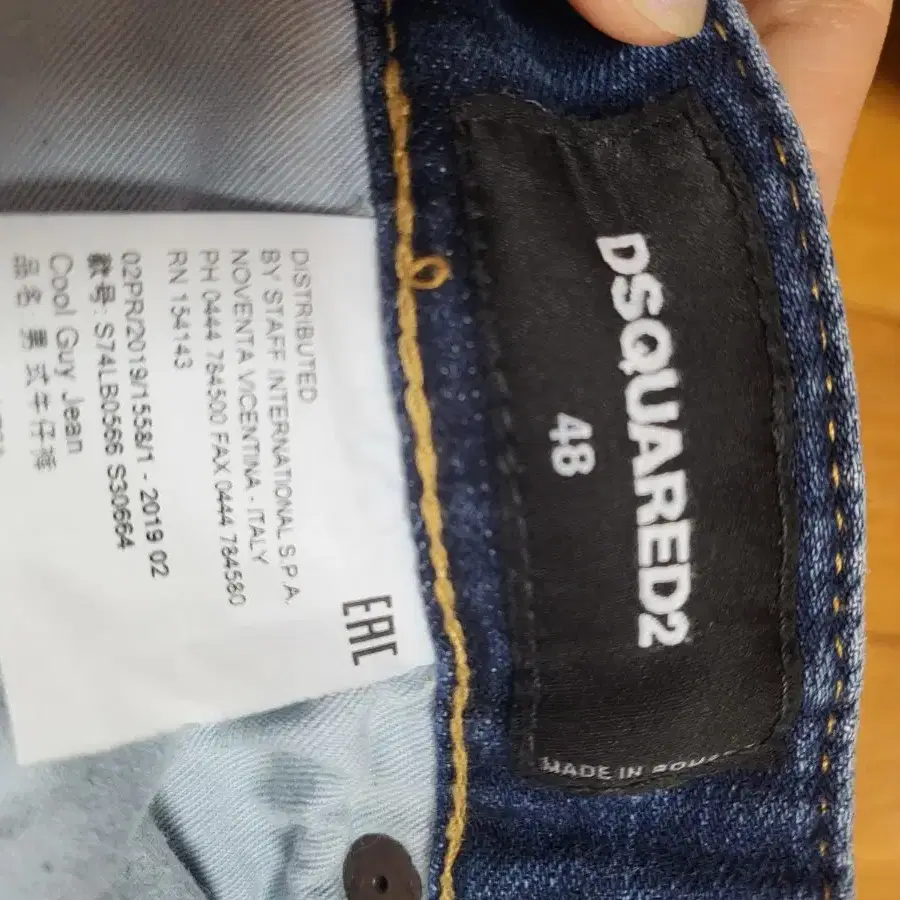 DSQUARED2
48
MADE IN
DISTRIBUTED
BY STAFF INTERNATIONAL S.P.A.
NOVENTA VICENTINA - ITALY
PH 0444 784500 FAX 0444 784580
RN 154143
EAC
02PR/2019/1558/1 - 2019 02
款号: S74LB0566 S30664
Cool Guy Jean
品名: 男式牛仔裤